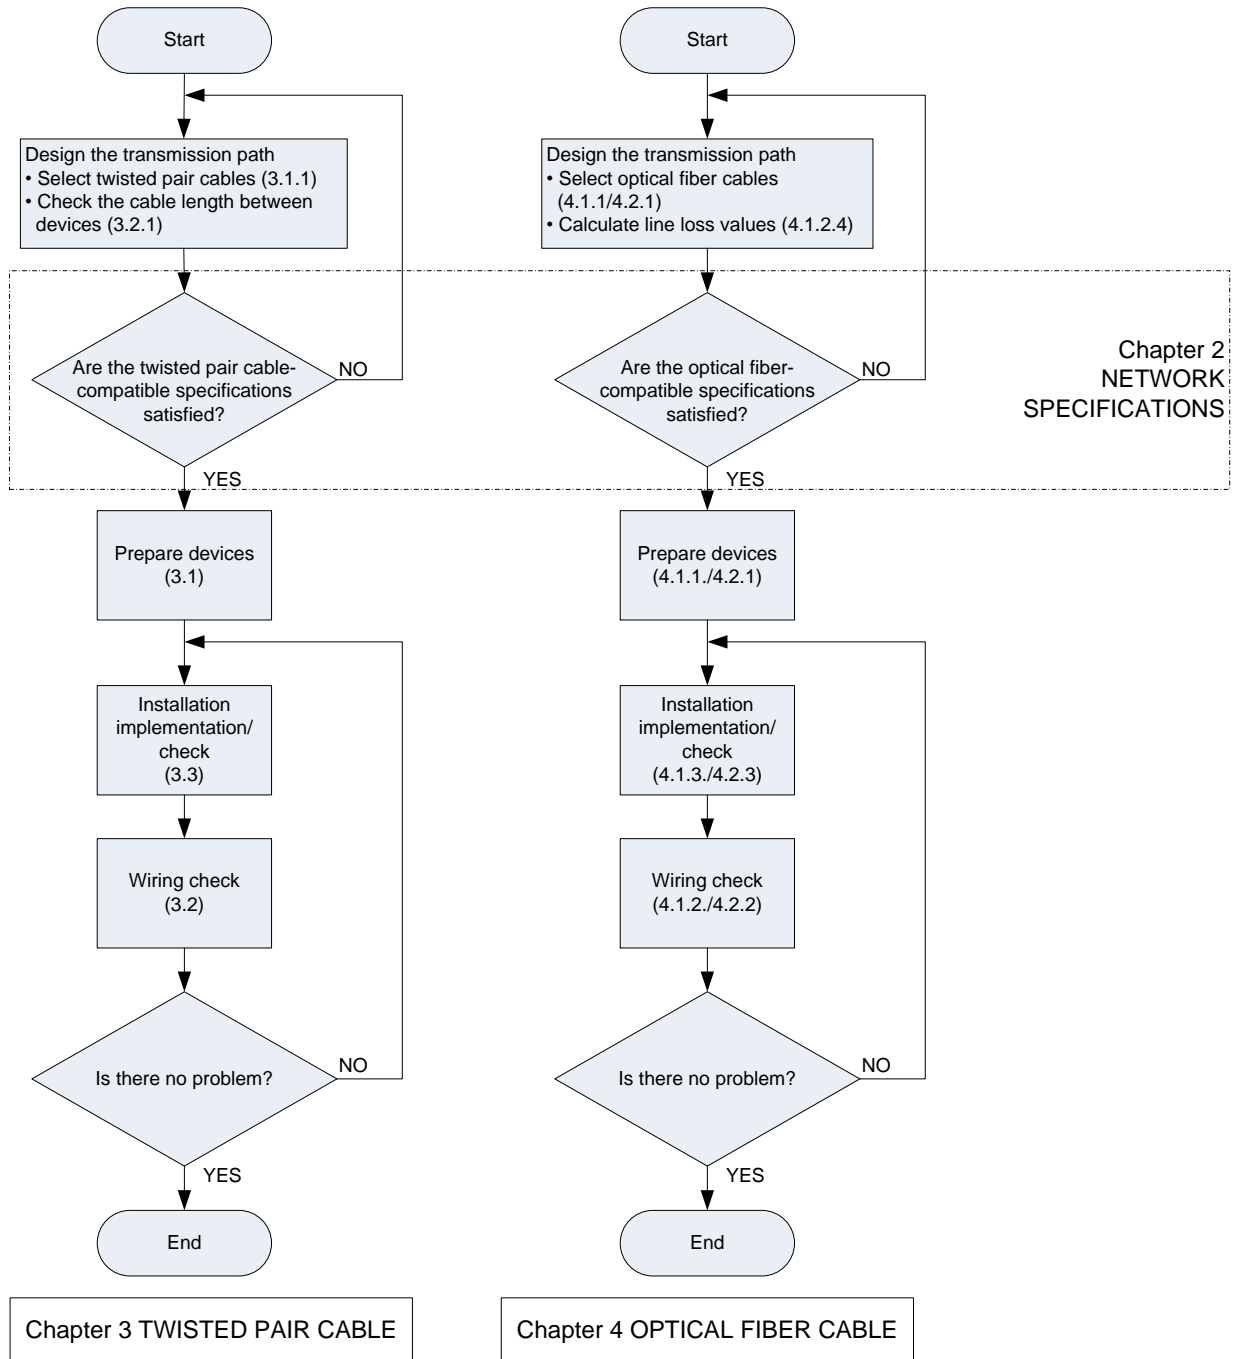 Start
Design the transmission path
• Select twisted pair cables (3.1.1)
• Check the cable length between
devices (3.2.1)
Are the twisted pair cable-
compatible specifications
satisfied?
NO
YES
Prepare devices
(3.1)
Installation
implementation/
check
(3.3)
Wiring check
(3.2)
Is there no problem?
NO
YES
End
Chapter 3 TWISTED PAIR CABLE
Start
Design the transmission path
• Select optical fiber cables
(4.1.1/4.2.1)
• Calculate line loss values (4.1.2.4)
Are the optical fiber-
compatible specifications
satisfied?
NO
YES
Chapter 2
NETWORK
SPECIFICATIONS
Prepare devices
(4.1.1./4.2.1)
Installation
implementation/
check
(4.1.3./4.2.3)
Wiring check
(4.1.2./4.2.2)
Is there no problem?
NO
YES
End
Chapter 4 OPTICAL FIBER CABLE